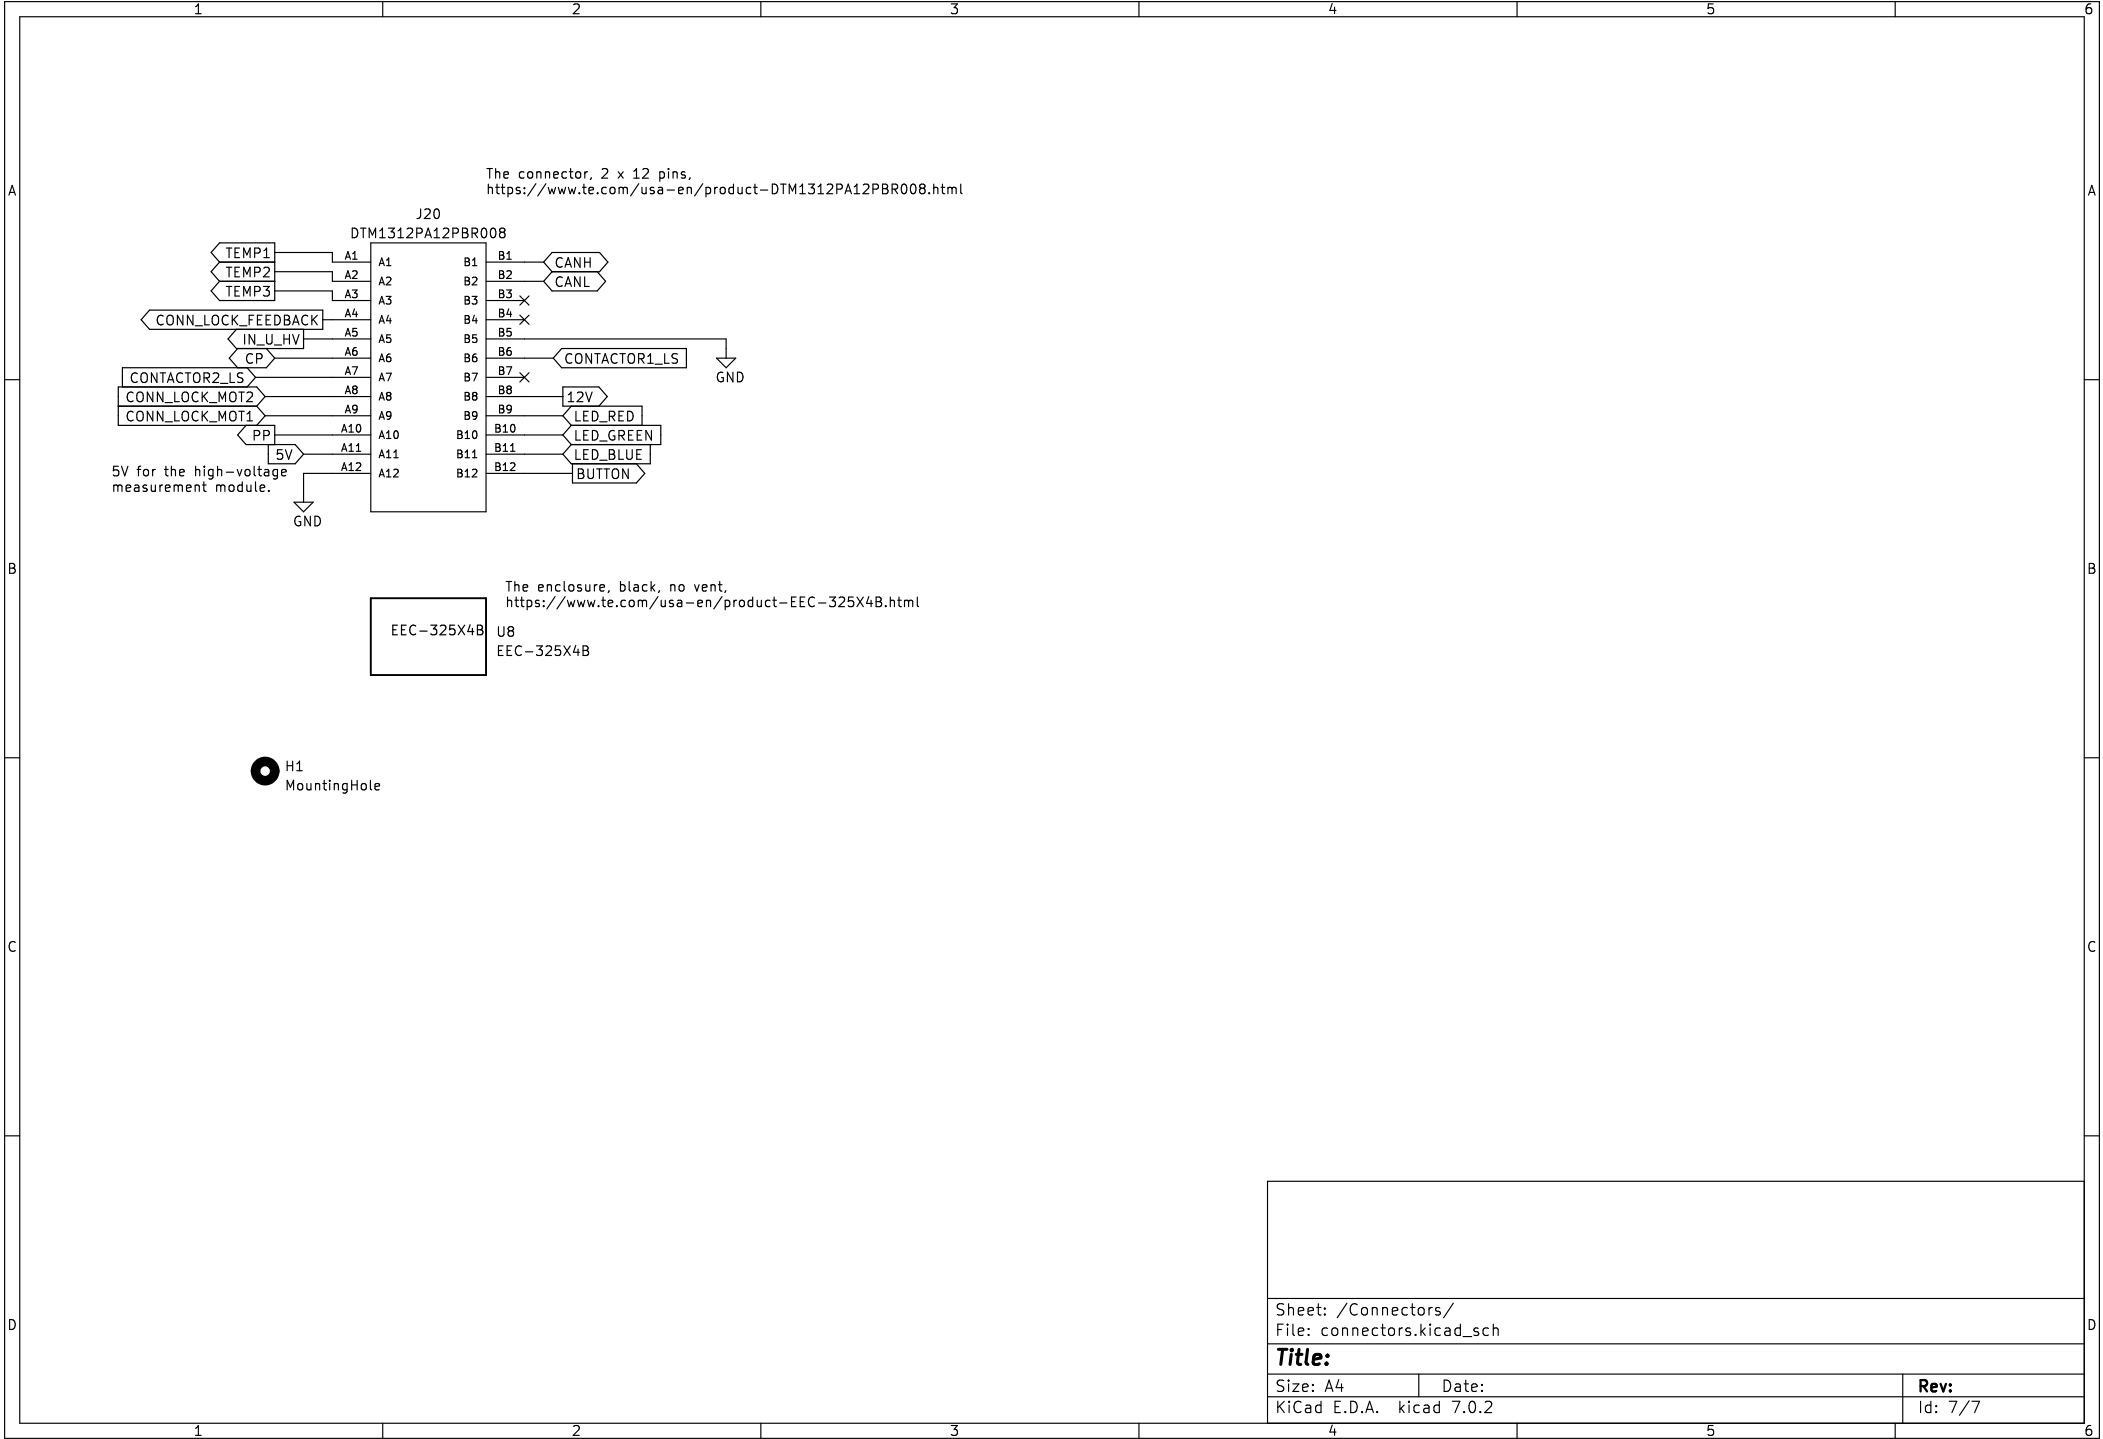 1 2 3 4 5 6
A A
The connector, 2 x 12 pins,
https://www.te.com/usa-en/product-DTM1312PA12PBR008.html
J20
DTM1312PA12PBR008
TEMP1 A1 A1 B1 B1 CANH
TEMP2 A2 A2 B2 B2 CANL
TEMP3 A3 A3 B3 B3
CONN_LOCK_FEEDBACK A4 A4 B4 B4
IN_U_HV A5 A5 B5 B5
CP A6 A6 B6 B6 CONTACTOR1_LS
GND
CONTACTOR2_LS A7 A7 B7 B7
CONN_LOCK_MOT2 A8 A8 B8 B8 12V
CONN_LOCK_MOT1 A9 A9 B9 B9 LED_RED
PP A10 A10 B10 B10 LED_GREEN
5V A11 A11 B11 B11 LED_BLUE
A12 A12 B12 B12 BUTTON
5V for the high-voltage
measurement module.
GND
B B
The enclosure, black, no vent,
https://www.te.com/usa-en/product-EEC-325X4B.html
EEC-325X4B U8
EEC-325X4B
H1
MountingHole
C C
D D
Sheet: /Connectors/
File: connectors.kicad_sch
Title:
Size: A4 Date: Rev:
KiCad E.D.A. kicad 7.0.2 Id: 7/7
1 2 3 4 5 6